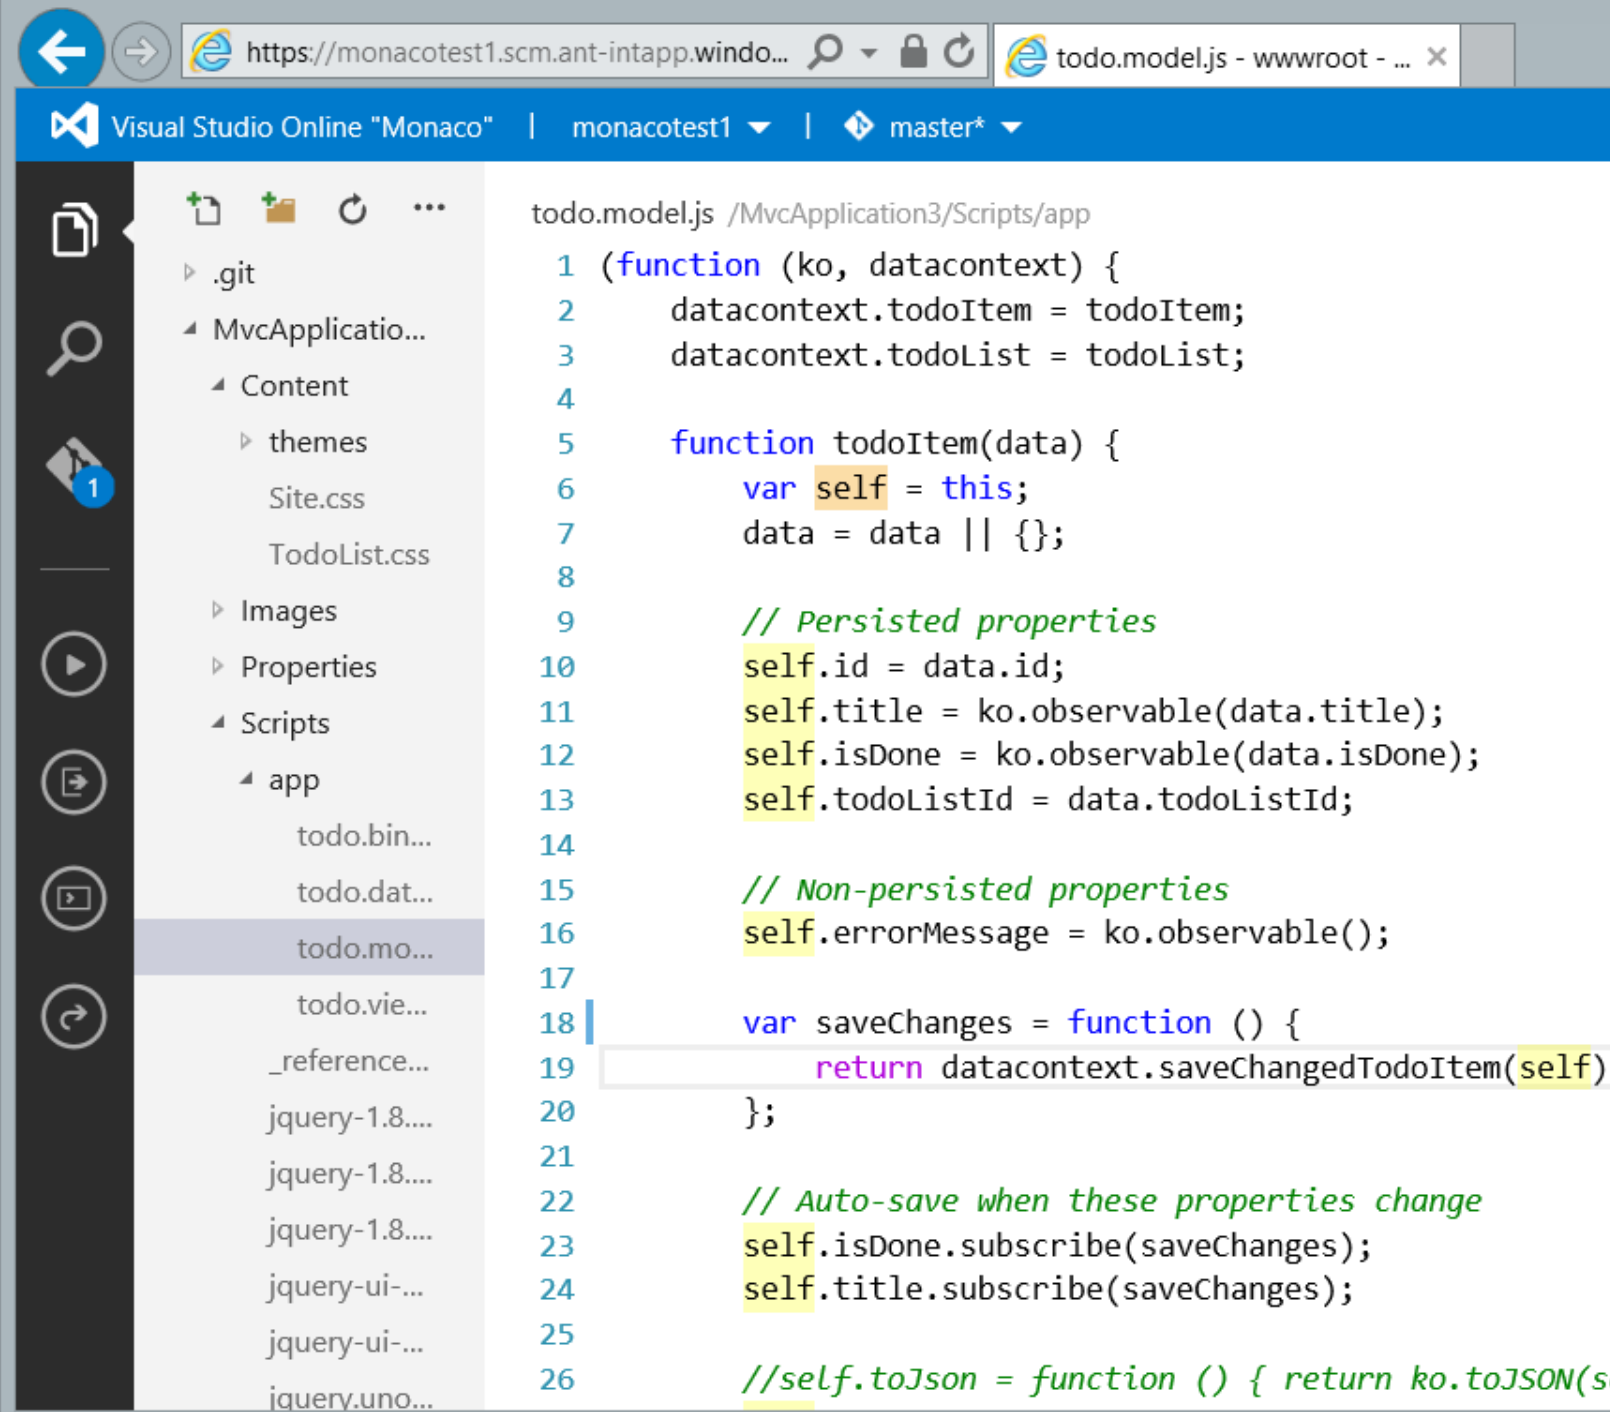 https://monacotest1.scm.ant-intapp.windo...
todo.model.js - wwwroot - ...
Visual Studio Online "Monaco" | monacotest1 | master*
1
.git
MvcApplicatio...
Content
themes
Site.css
TodoList.css
Images
Properties
Scripts
app
todo.bin...
todo.dat...
todo.mo...
todo.vie...
_reference...
jquery-1.8....
jquery-1.8....
jquery-1.8....
jquery-ui-...
jquery-ui-...
jquery.uno...
todo.model.js /MvcApplication3/Scripts/app
1 (function (ko, datacontext) {
2 datacontext.todoItem = todoItem;
3 datacontext.todoList = todoList;
4
5 function todoItem(data) {
6 var self = this;
7 data = data || {};
8
9 // Persisted properties
10 self.id = data.id;
11 self.title = ko.observable(data.title);
12 self.isDone = ko.observable(data.isDone);
13 self.todoListId = data.todoListId;
14
15 // Non-persisted properties
16 self.errorMessage = ko.observable();
17
18 var saveChanges = function () {
19 return datacontext.saveChangedTodoItem(self)
20 };
21
22 // Auto-save when these properties change
23 self.isDone.subscribe(saveChanges);
24 self.title.subscribe(saveChanges);
25
26 //self.toJson = function () { return ko.toJSON(s